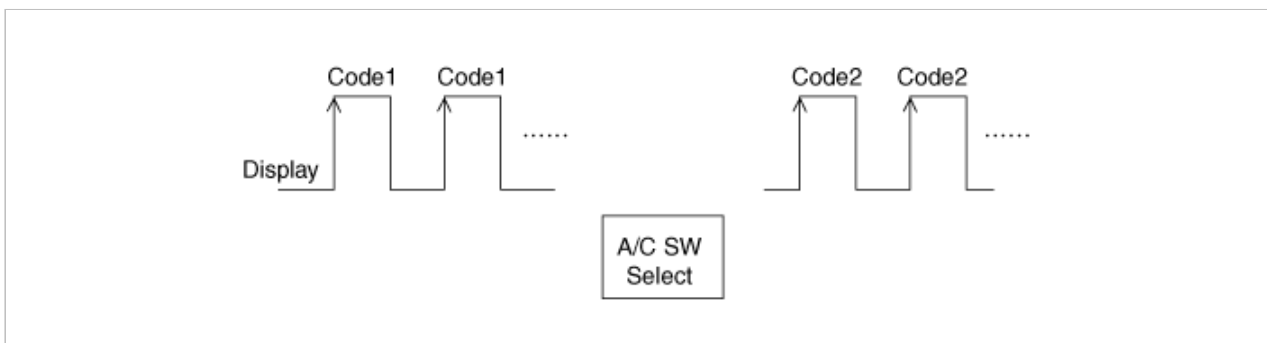 Code1 Code1 Code2 Code2
...... ......
Display
A/C SW
Select